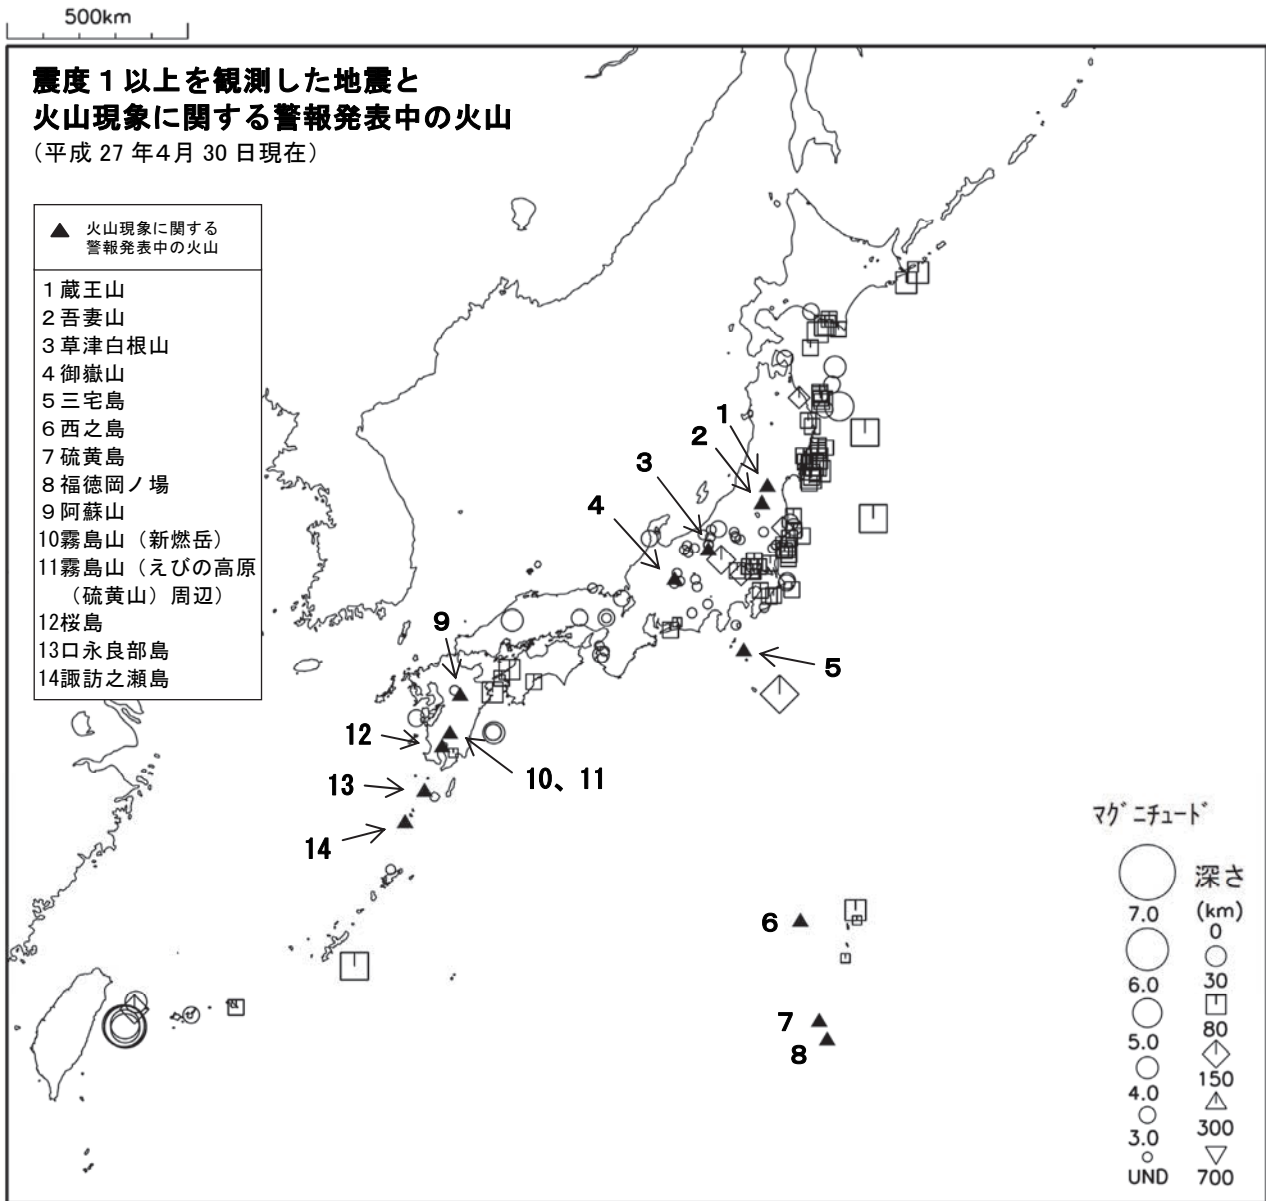 500km
震度１以上を観測した地震と
火山現象に関する警報発表中の火山
（平成 27 年4月 30 日現在）
▲ 火山現象に関する
警報発表中の火山
1蔵王山
2吾妻山
3草津白根山
4御嶽山
5三宅島
6西之島
7硫黄島
8福徳岡ノ場
9阿蘇山
10霧島山（新燃岳）
11霧島山（えびの高原
（硫黄山）周辺）
12桜島
13口永良部島
14諏訪之瀬島
1
2
3
4
9
5
12
10、11
13
14
6
7
8
ﾏｸﾞﾆﾁｭｰﾄﾞ
7.0
6.0
5.0
4.0
3.0
UND
深さ
(km)
0
30
80
150
300
700